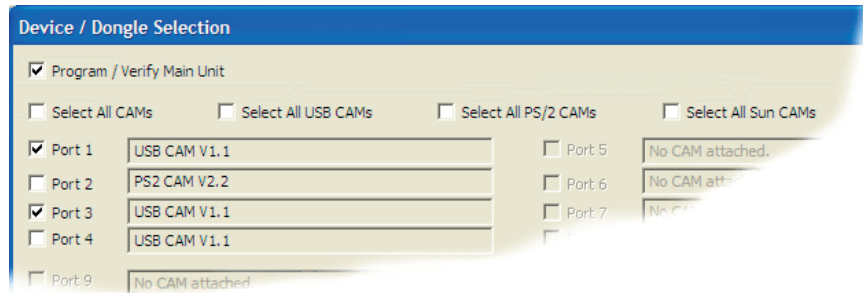 Device / Dongle Selection
Program / Verify Main Unit
Select All CAMs Select All USB CAMs Select All PS/2 CAMs Select All Sun CAMs
Port 1 USB CAM V1.1 Port 5 No CAM attached.
Port 2 PS2 CAM V2.2 Port 6 No CAM
Port 3 USB CAM V1.1 Port 7 No
Port 4 USB CAM V1.1
Port 9 No CAM attached